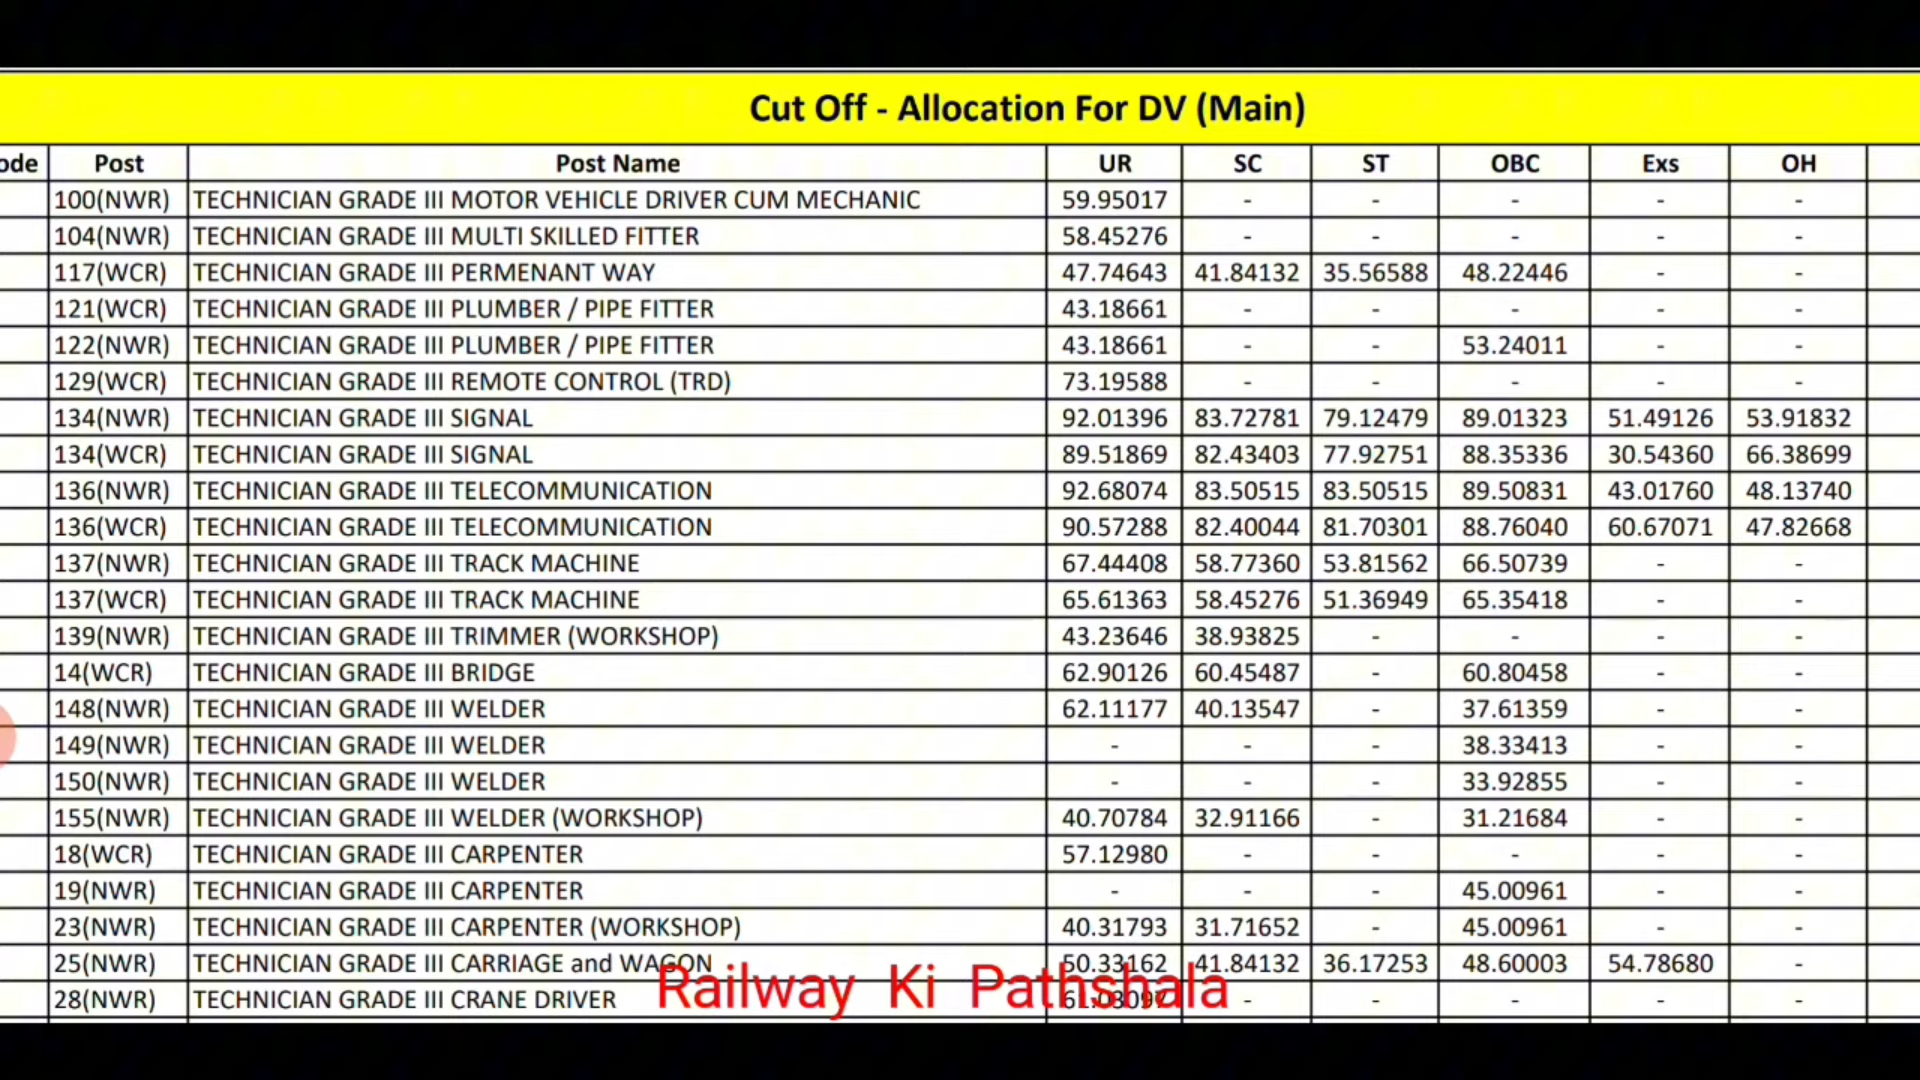 Cut Off - Allocation For DV (Main)
ode Post Post Name UR SC ST OBC Exs OH
100(NWR) TECHNICIAN GRADE III MOTOR VEHICLE DRIVER CUM MECHANIC 59.95017 - - - - -
104(NWR) TECHNICIAN GRADE III MULTI SKILLED FITTER 58.45276 - - - - -
117(WCR) TECHNICIAN GRADE III PERMENANT WAY 47.74643 41.84132 35.56588 48.22446 - -
121(WCR) TECHNICIAN GRADE III PLUMBER / PIPE FITTER 43.18661 - - - - -
122(NWR) TECHNICIAN GRADE III PLUMBER / PIPE FITTER 43.18661 - - 53.24011 - -
129(WCR) TECHNICIAN GRADE III REMOTE CONTROL (TRD) 73.19588 - - - - -
134(NWR) TECHNICIAN GRADE III SIGNAL 92.01396 83.72781 79.12479 89.01323 51.49126 53.91832
134(WCR) TECHNICIAN GRADE III SIGNAL 89.51869 82.43403 77.92751 88.35336 30.54360 66.38699
136(NWR) TECHNICIAN GRADE III TELECOMMUNICATION 92.68074 83.50515 83.50515 89.50831 43.01760 48.13740
136(WCR) TECHNICIAN GRADE III TELECOMMUNICATION 90.57288 82.40044 81.70301 88.76040 60.67071 47.82668
137(NWR) TECHNICIAN GRADE III TRACK MACHINE 67.44408 58.77360 53.81562 66.50739 - -
137(WCR) TECHNICIAN GRADE III TRACK MACHINE 65.61363 58.45276 51.36949 65.35418 - -
139(NWR) TECHNICIAN GRADE III TRIMMER (WORKSHOP) 43.23646 38.93825 - - - -
14(WCR) TECHNICIAN GRADE III BRIDGE 62.90126 60.45487 - 60.80458 - -
148(NWR) TECHNICIAN GRADE III WELDER 62.11177 40.13547 - 37.61359 - -
149(NWR) TECHNICIAN GRADE III WELDER - - - 38.33413 - -
150(NWR) TECHNICIAN GRADE III WELDER - - - 33.92855 - -
155(NWR) TECHNICIAN GRADE III WELDER (WORKSHOP) 40.70784 32.91166 - 31.21684 - -
18(WCR) TECHNICIAN GRADE III CARPENTER 57.12980 - - - - -
19(NWR) TECHNICIAN GRADE III CARPENTER - - - 45.00961 - -
23(NWR) TECHNICIAN GRADE III CARPENTER (WORKSHOP) 40.31793 31.71652 - 45.00961 - -
25(NWR) TECHNICIAN GRADE III CARRIAGE and WAGON 50.33162 41.84132 36.17253 48.60003 54.78680 -
28(NWR) TECHNICIAN GRADE III CRANE DRIVER - - - - -
Railway Ki Pathshala